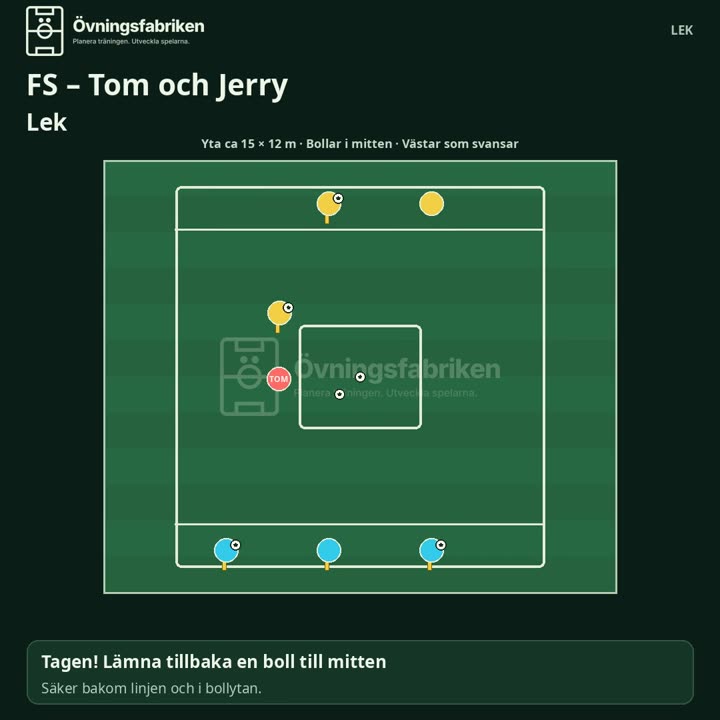 Övningsfabriken
Planera träningen. Utveckla spelarna.
LEK
FS – Tom och Jerry
Lek
Yta ca 15 × 12 m · Bollar i mitten · Västar som svansar
Övningsfabriken
Planera träningen. Utveckla spelarna.
TOM
Tagen! Lämna tillbaka en boll till mitten
Säker bakom linjen och i bollytan.